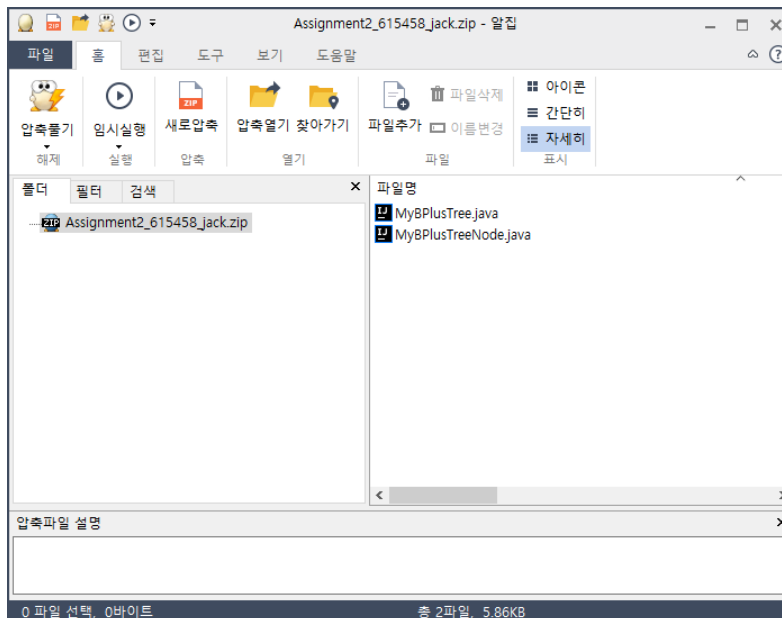 Assignment2_615458_jack.zip - 알집
파일 홈 편집 도구 보기 도움말
압축풀기 임시실행 새로압축 압축열기 찾아가기 파일추가 파일삭제 이름변경 아이콘 간단히 자세히
해제 실행 압축 열기 파일 표시
폴더 필터 검색
Assignment2_615458_jack.zip
파일명
MyBPlusTree.java
MyBPlusTreeNode.java
압축파일 설명
0 파일 선택, 0바이트 총 2파일, 5.86KB